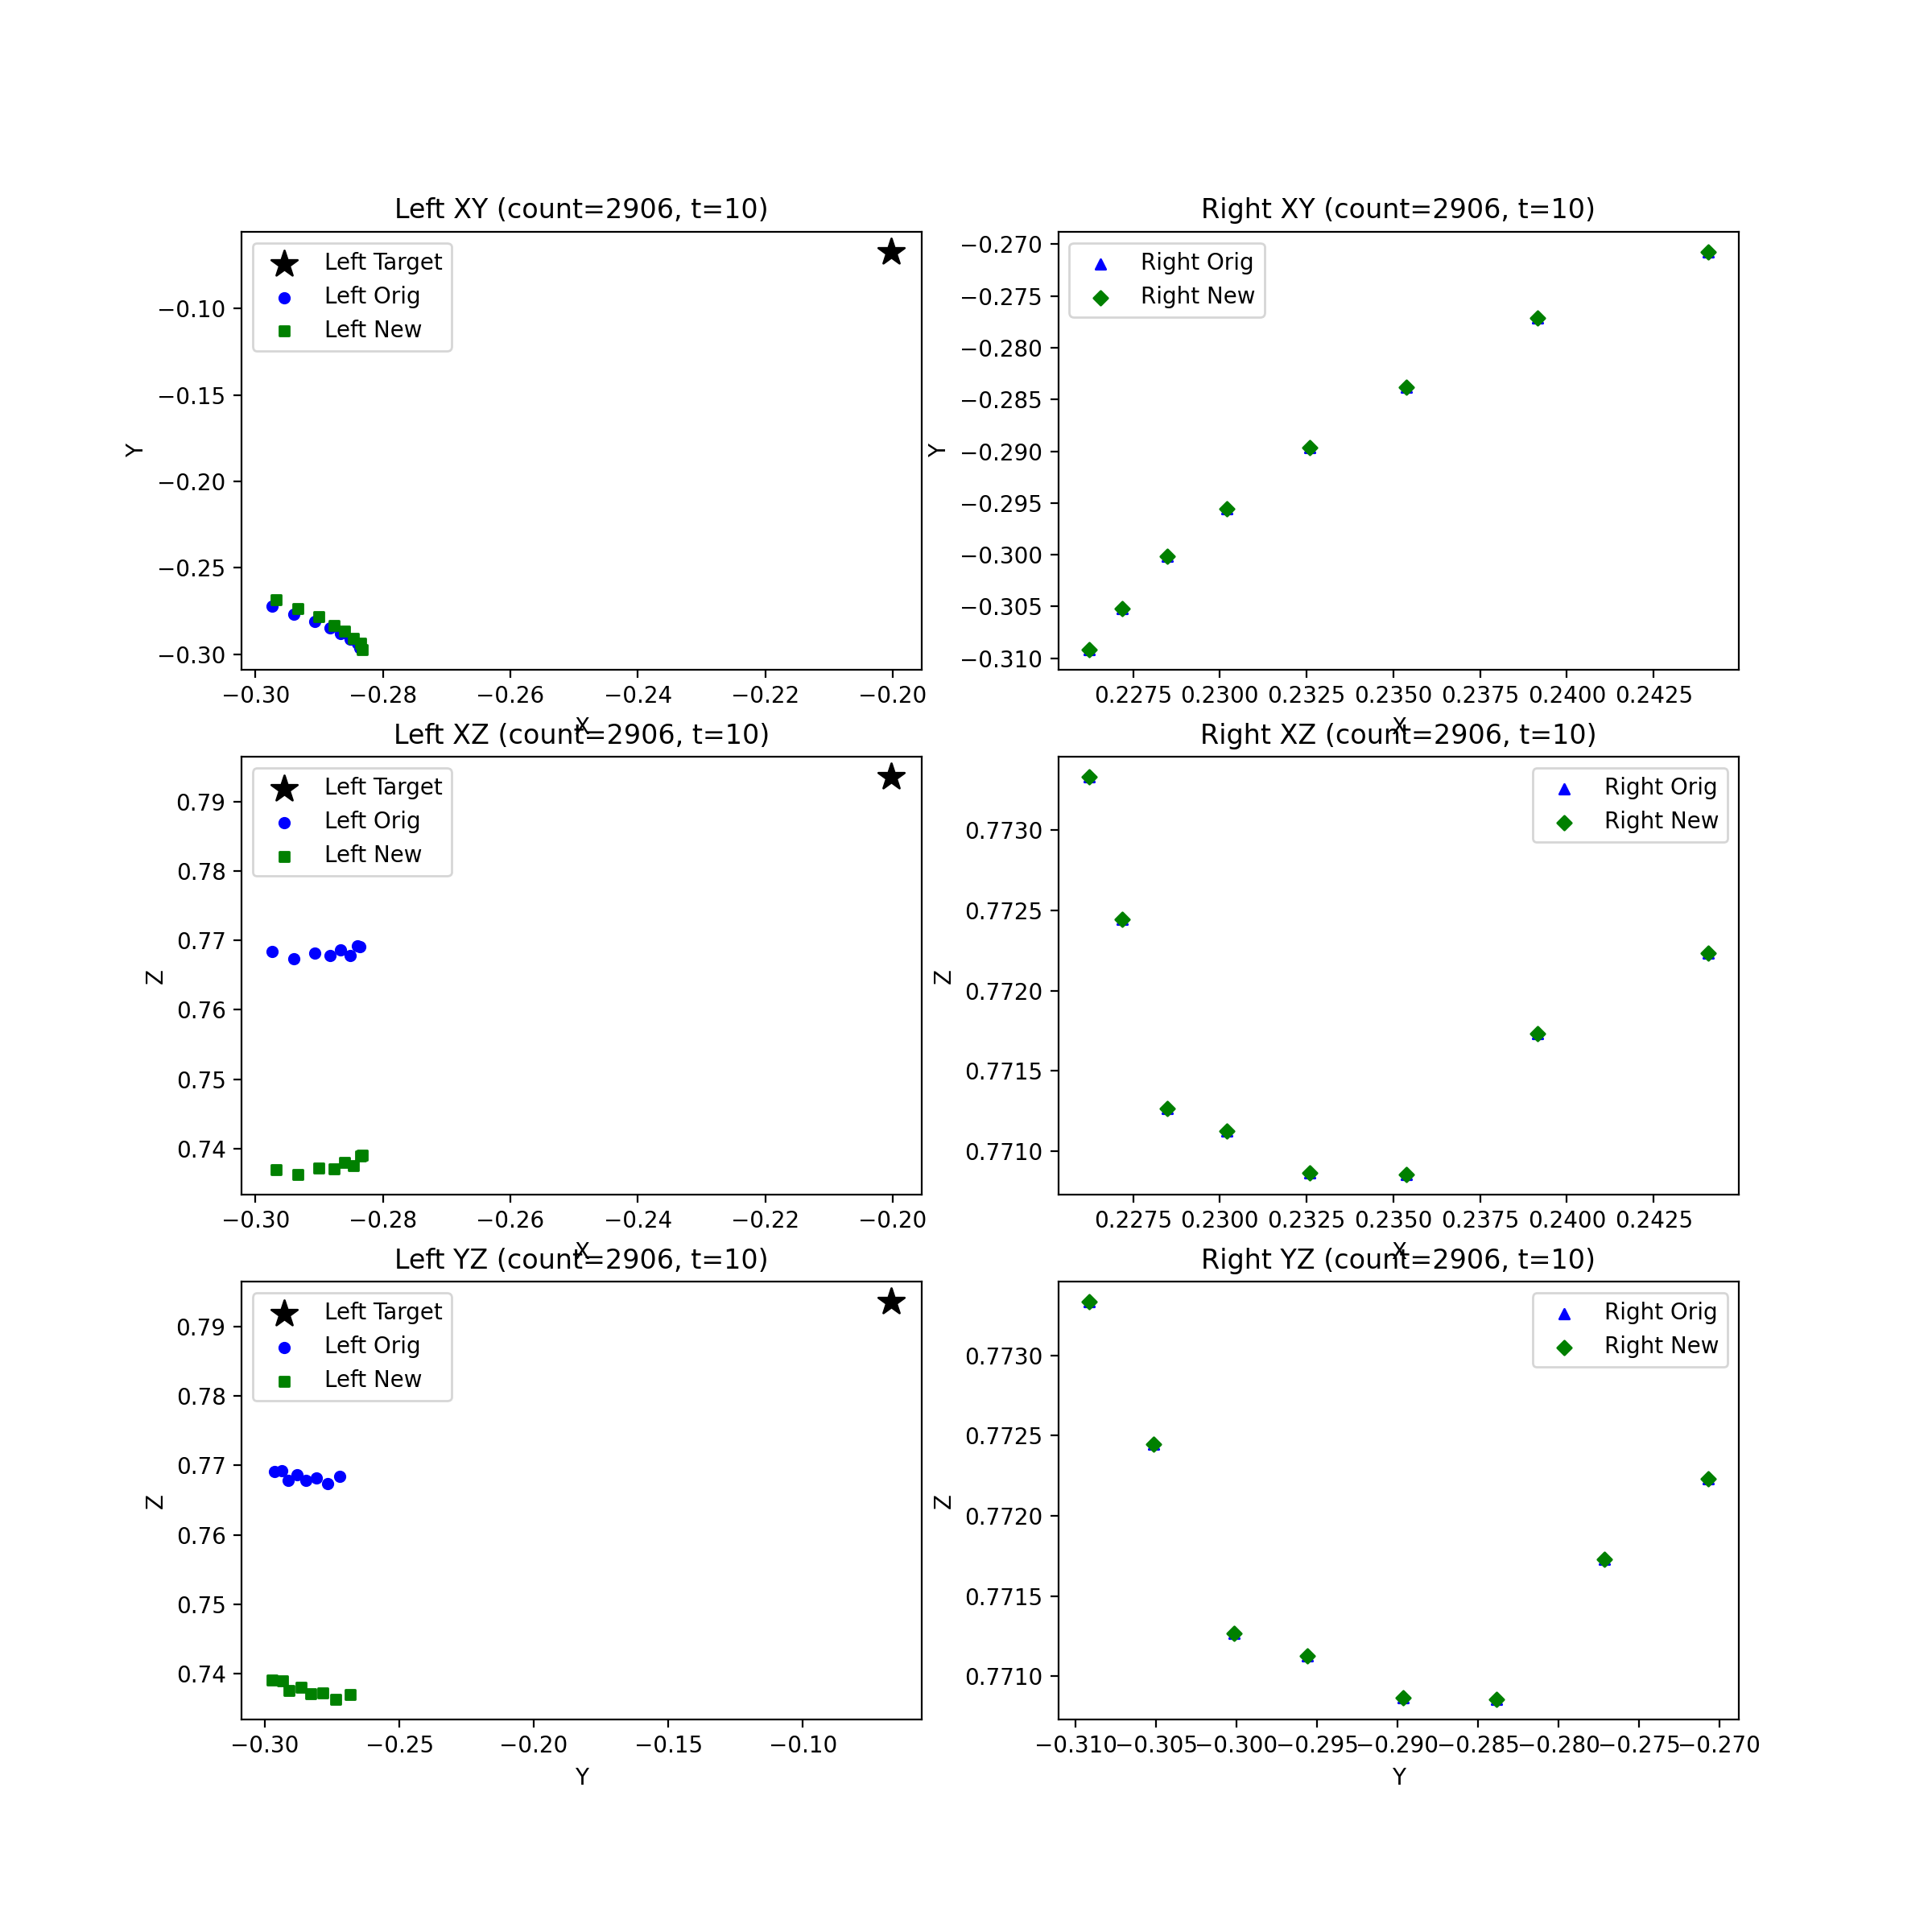 Left XY (count=2906, t=10)
Left Target
Left Orig
Left New
Y
−0.10
−0.15
−0.20
−0.25
−0.30
−0.30
−0.28
−0.26
−0.24
−0.22
−0.20
X
Right XY (count=2906, t=10)
Right Orig
Right New
Y
−0.270
−0.275
−0.280
−0.285
−0.290
−0.295
−0.300
−0.305
−0.310
0.2275
0.2300
0.2325
0.2350
0.2375
0.2400
0.2425
X
Left XZ (count=2906, t=10)
Left Target
Left Orig
Left New
Z
0.79
0.78
0.77
0.76
0.75
0.74
−0.30
−0.28
−0.26
−0.24
−0.22
−0.20
X
Right XZ (count=2906, t=10)
Right Orig
Right New
Z
0.7730
0.7725
0.7720
0.7715
0.7710
0.2275
0.2300
0.2325
0.2350
0.2375
0.2400
0.2425
X
Left YZ (count=2906, t=10)
Left Target
Left Orig
Left New
Z
0.79
0.78
0.77
0.76
0.75
0.74
−0.30
−0.25
−0.20
−0.15
−0.10
Y
Right YZ (count=2906, t=10)
Right Orig
Right New
Z
0.7730
0.7725
0.7720
0.7715
0.7710
−0.310
−0.305
−0.300
−0.295
−0.290
−0.285
−0.280
−0.275
−0.270
Y